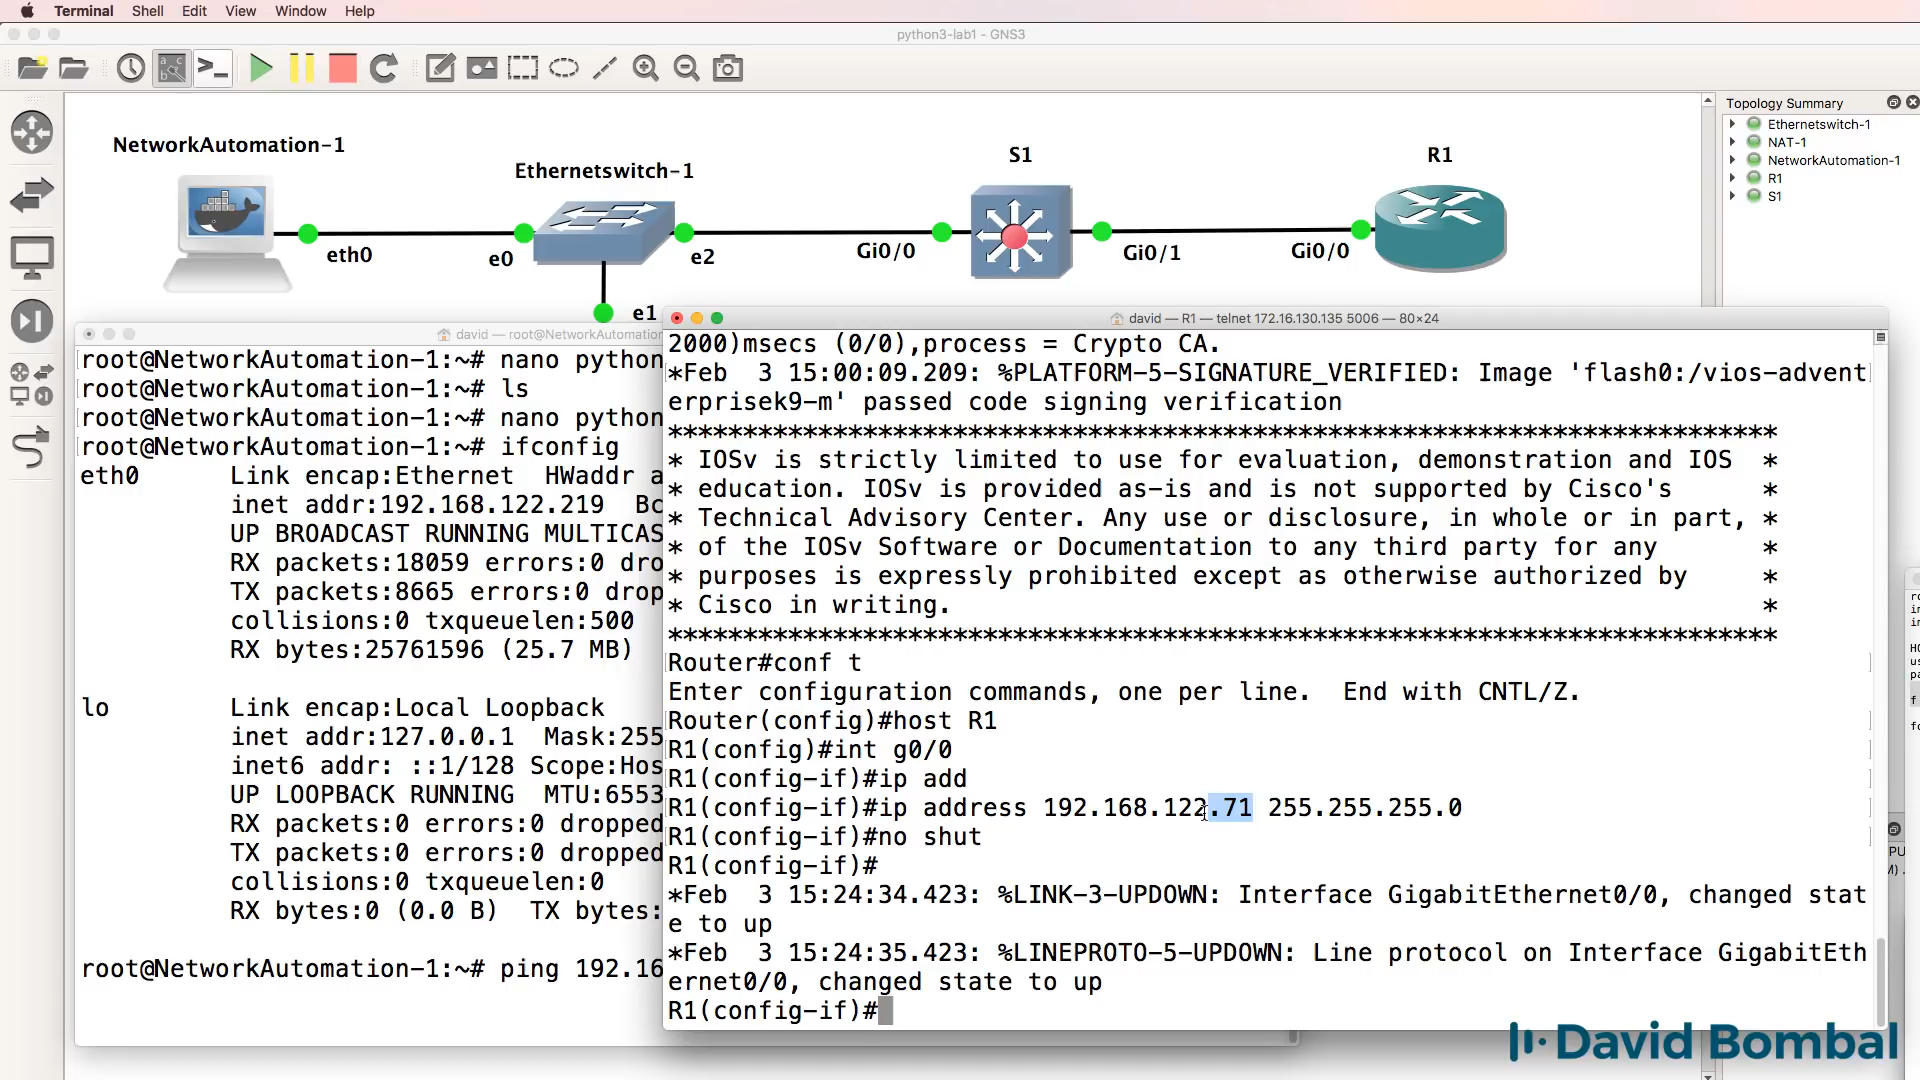 Terminal Shell Edit View Window Help
python3-lab1 - GNS3
Topology Summary
Ethernetswitch-1
NAT-1
NetworkAutomation-1
R1
S1
NetworkAutomation-1
Ethernetswitch-1
S1
R1
eth0
e0
e2
Gi0/0
Gi0/1
Gi0/0
e1
david — root@NetworkAutomation
root@NetworkAutomation-1:~# nano python
root@NetworkAutomation-1:~# ls
root@NetworkAutomation-1:~# nano python
root@NetworkAutomation-1:~# ifconfig
eth0 Link encap:Ethernet HWaddr a
inet addr:192.168.122.219 Bc
UP BROADCAST RUNNING MULTICAS
RX packets:18059 errors:0 dro
TX packets:8665 errors:0 drop
collisions:0 txqueuelen:500
RX bytes:25761596 (25.7 MB)
lo Link encap:Local Loopback
inet addr:127.0.0.1 Mask:255
inet6 addr: ::1/128 Scope:Hos
UP LOOPBACK RUNNING MTU:6553
RX packets:0 errors:0 dropped
TX packets:0 errors:0 dropped
collisions:0 txqueuelen:0
RX bytes:0 (0.0 B) TX bytes:
root@NetworkAutomation-1:~# ping 192.16
david — R1 — telnet 172.16.130.135 5006 — 80×24
2000)msecs (0/0),process = Crypto CA.
*Feb 3 15:00:09.209: %PLATFORM-5-SIGNATURE_VERIFIED: Image 'flash0:/vios-advent
erprisek9-m' passed code signing verification
**************************************************************************
* IOSv is strictly limited to use for evaluation, demonstration and IOS *
* education. IOSv is provided as-is and is not supported by Cisco's *
* Technical Advisory Center. Any use or disclosure, in whole or in part, *
* of the IOSv Software or Documentation to any third party for any *
* purposes is expressly prohibited except as otherwise authorized by *
* Cisco in writing. *
**************************************************************************
Router#conf t
Enter configuration commands, one per line. End with CNTL/Z.
Router(config)#host R1
R1(config)#int g0/0
R1(config-if)#ip add
R1(config-if)#ip address 192.168.122.71 255.255.255.0
R1(config-if)#no shut
R1(config-if)#
*Feb 3 15:24:34.423: %LINK-3-UPDOWN: Interface GigabitEthernet0/0, changed stat
e to up
*Feb 3 15:24:35.423: %LINEPROTO-5-UPDOWN: Line protocol on Interface GigabitEth
ernet0/0, changed state to up
R1(config-if)#
David Bombal